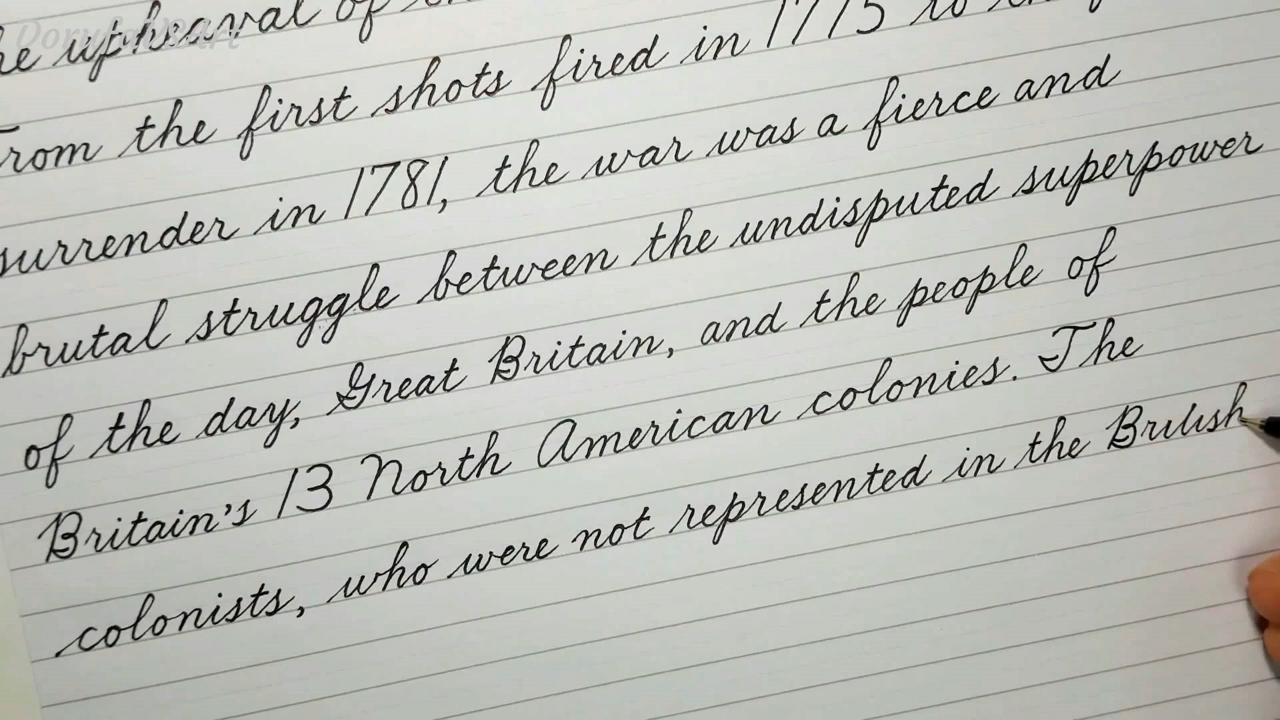 he upheaval of
From the first shots fired in 1775 to
surrender in 1781, the war was a fierce and
brutal struggle between the undisputed superpower
of the day, Great Britain, and the people of
Britain's 13 North American colonies. The
colonists, who were not represented in the British